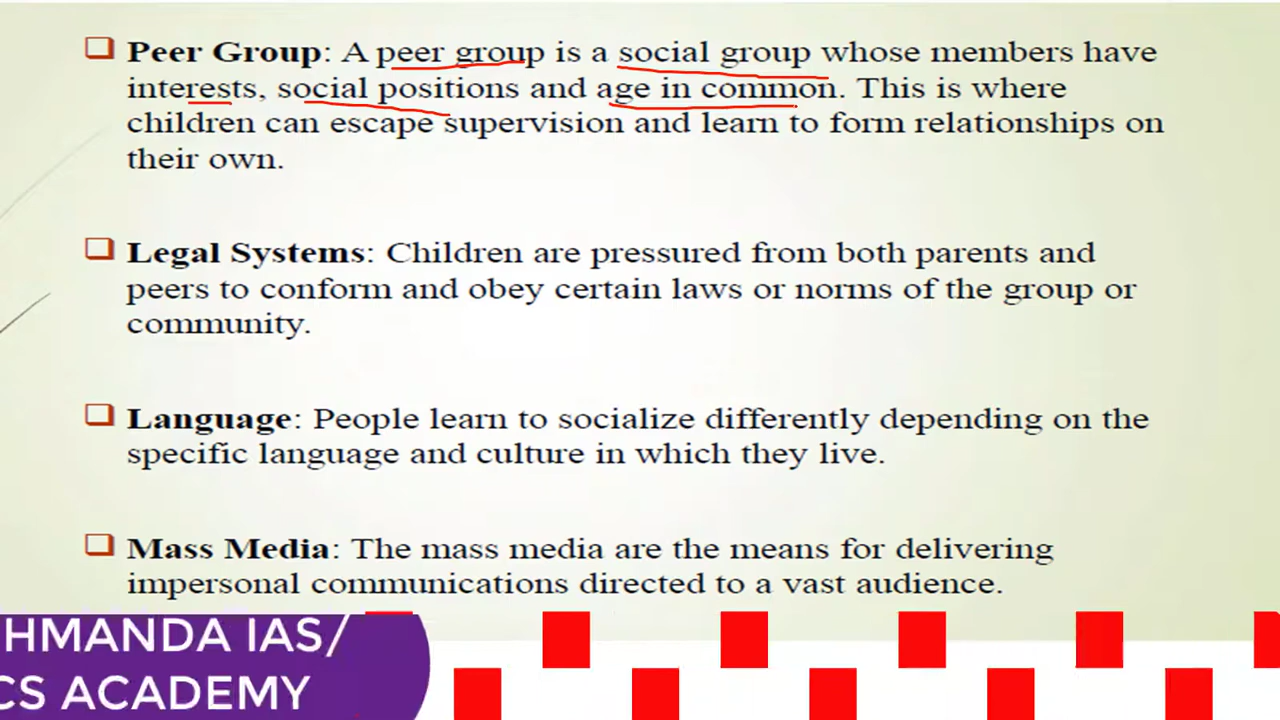 Peer Group: A peer group is a social group whose members have
interests, social positions and age in common. This is where
children can escape supervision and learn to form relationships on
their own.
Legal Systems: Children are pressured from both parents and
peers to conform and obey certain laws or norms of the group or
community.
Language: People learn to socialize differently depending on the
specific language and culture in which they live.
Mass Media: The mass media are the means for delivering
impersonal communications directed to a vast audience.
HMANDA IAS/
CS ACADEMY